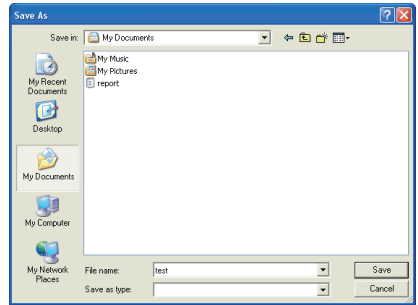 Save As
Save in: My Documents
My Music
My Pictures
report
My Recent
Documents
Desktop
My Documents
My Computer
My Network
Places
File name: test
Save
Save as type:
Cancel